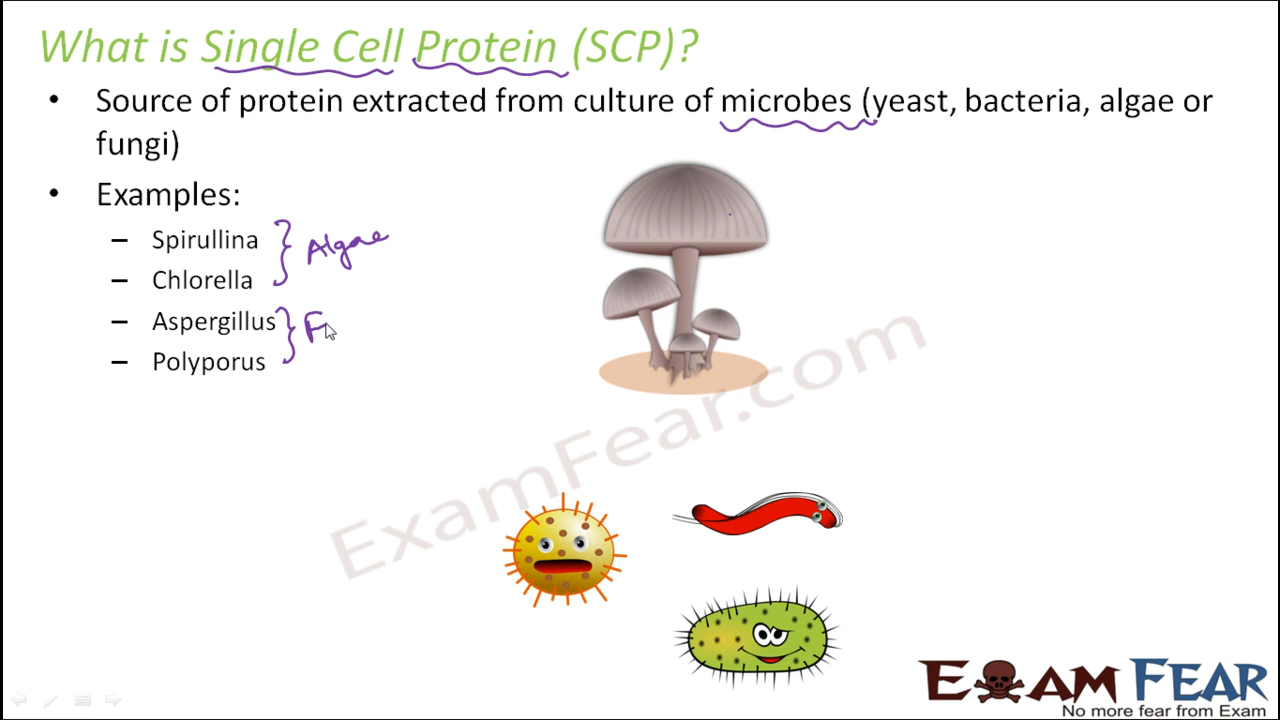 What is Single Cell Protein (SCP)?
• Source of protein extracted from culture of microbes (yeast, bacteria, algae or
fungi)
• Examples:
– Spirullina
– Chlorella
Algae
– Aspergillus
F
– Polyporus
ExamFear.com
EXAM FEAR
No more fear from Exam